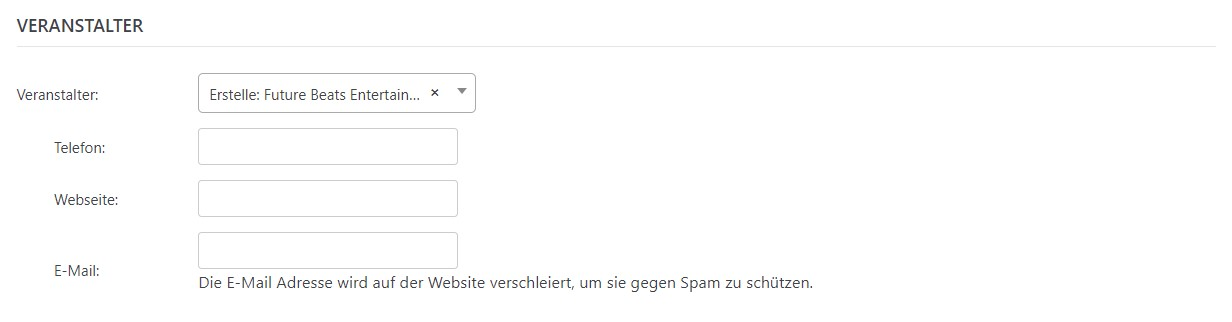 VERANSTALTER
Veranstalter: Erstelle: Future Beats Entertain... ×
Telefon:
Webseite:
E-Mail:
Die E-Mail Adresse wird auf der Website verschleiert, um sie gegen Spam zu schützen.